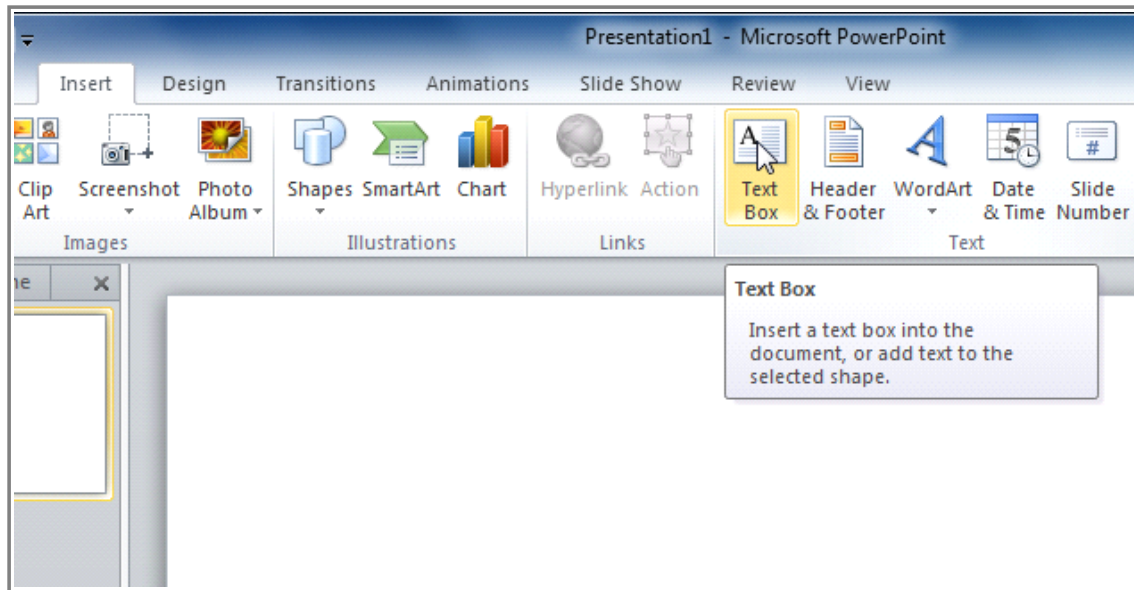 Presentation1 - Microsoft PowerPoint
Insert Design Transitions Animations Slide Show Review View
Clip Art
Screenshot
Photo Album
Shapes
SmartArt
Chart
Hyperlink
Action
A
Text Box
Header & Footer
A
WordArt
5
Date & Time
#
Slide Number
Images Illustrations Links Text
ne
Text Box
Insert a text box into the
document, or add text to the
selected shape.